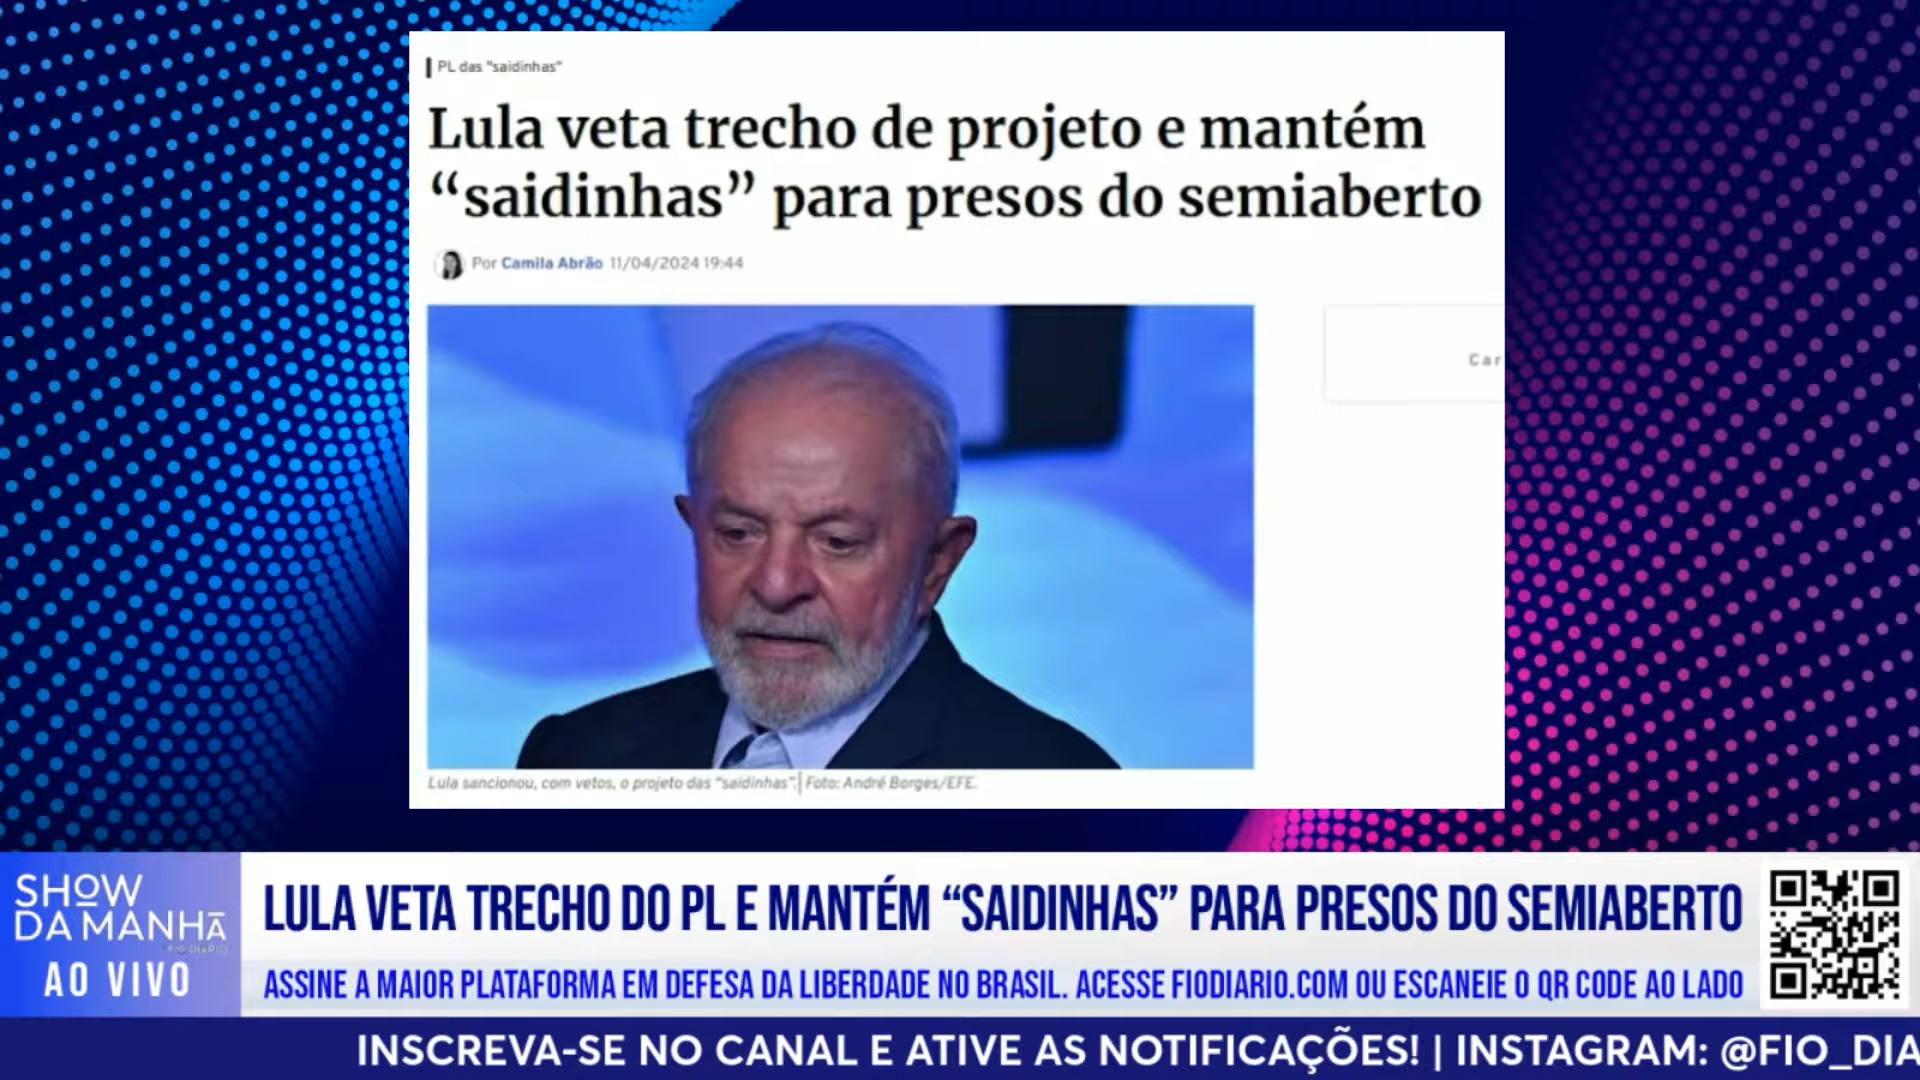 PL das "saidinhas"
Lula veta trecho de projeto e mantém
“saidinhas” para presos do semiaberto
Por Camila Abrão 11/04/2024 19:44
Car
Lula sancionou, com vetos, o projeto das "saidinhas".| Foto: André Borges/EFE.
SHOW
DA MANHÃ
FIO DIÁRIO
AO VIVO
LULA VETA TRECHO DO PL E MANTÉM “SAIDINHAS” PARA PRESOS DO SEMIABERTO
ASSINE A MAIOR PLATAFORMA EM DEFESA DA LIBERDADE NO BRASIL. ACESSE FIODIARIO.COM OU ESCANEIE O QR CODE AO LADO
INSCREVA-SE NO CANAL E ATIVE AS NOTIFICAÇÕES! | INSTAGRAM: @FIO_DIA